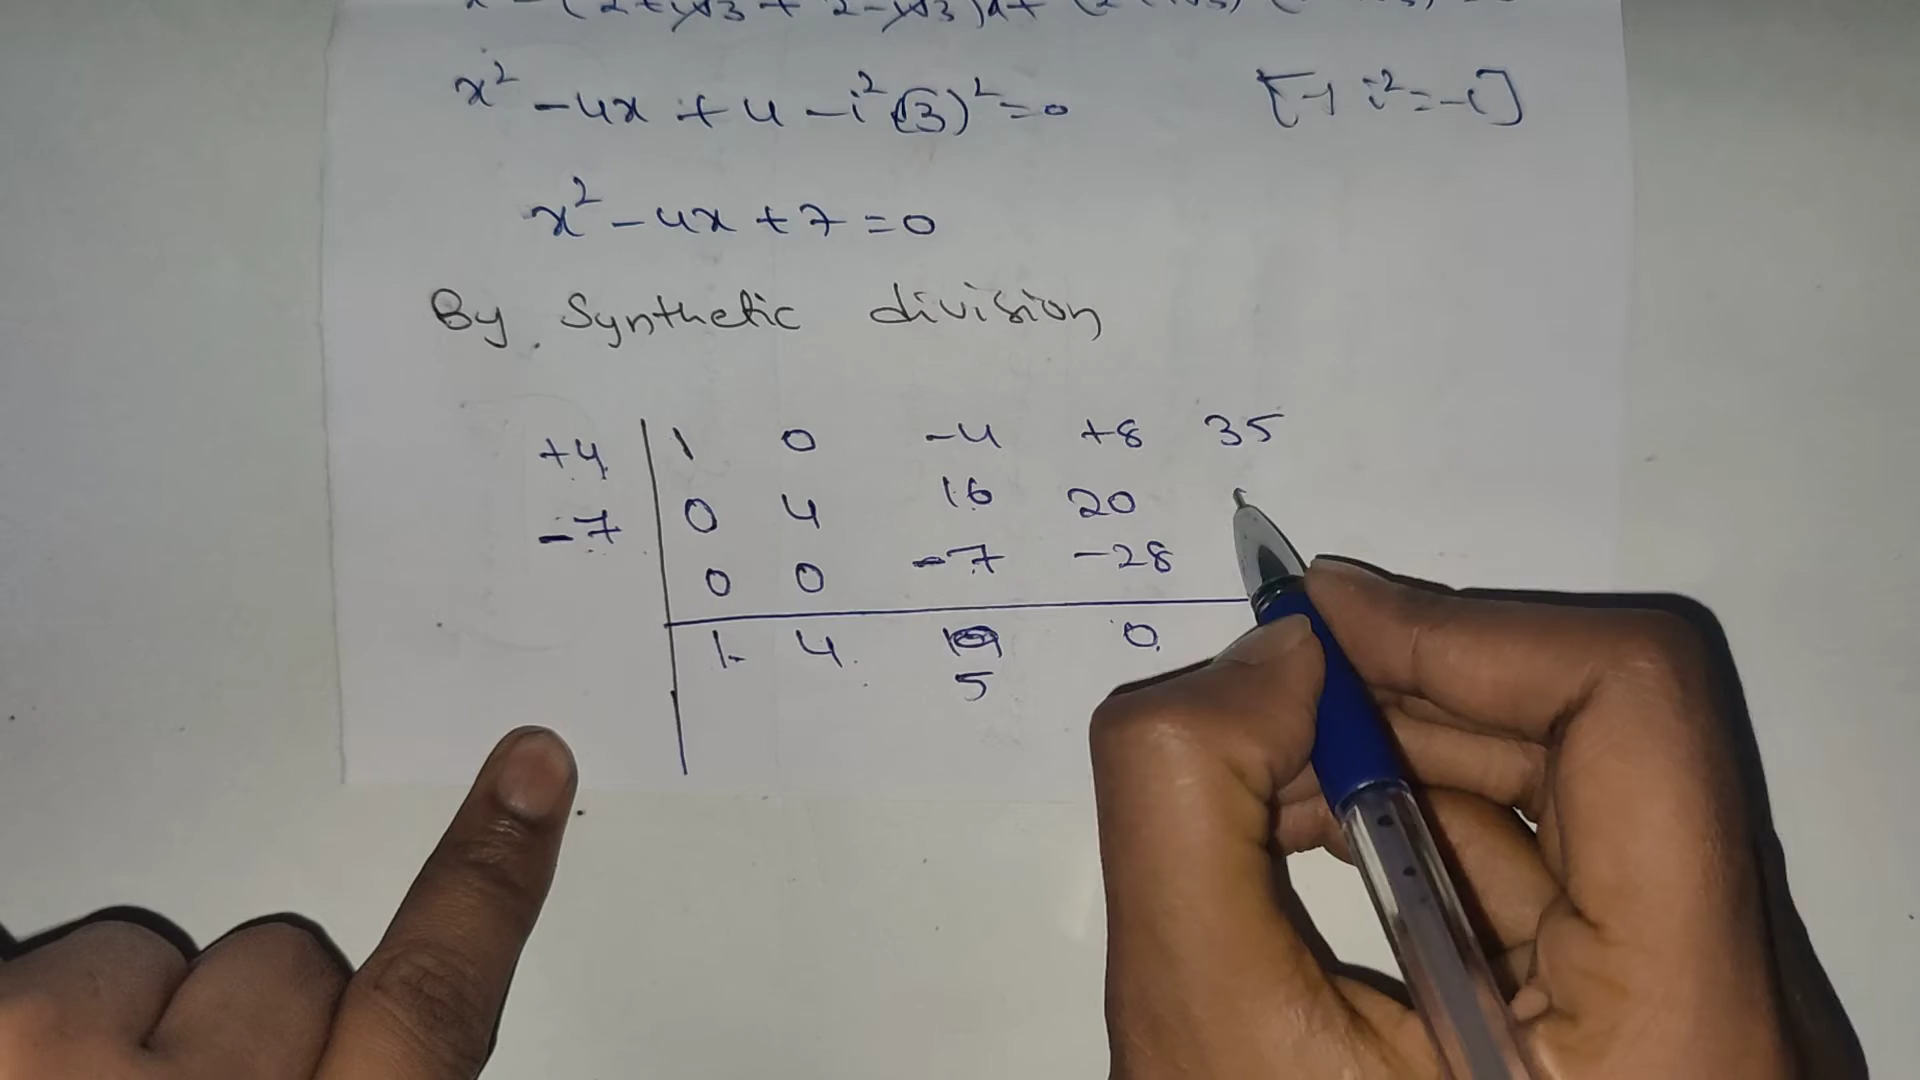 x² - 4x + 4 - i²(√3)² = 0 [∵ i² = -1]
x² - 4x + 7 = 0
By Synthetic division
+4 | 1 0 -4 +8 35
-7 | 0 4 16 20
0 0 -7 -28
1 4 0
5